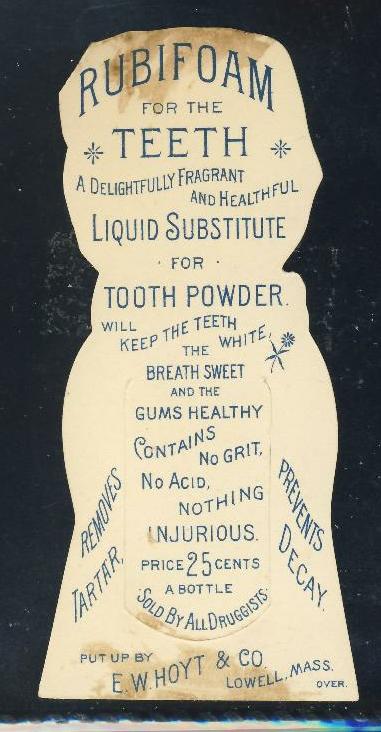 RUBIFOAM
FOR THE
TEETH
A DELIGHTFULLY FRAGRANT
AND HEALTHFUL
LIQUID SUBSTITUTE
· FOR ·
TOOTH POWDER.
WILL
KEEP THE TEETH
WHITE,
THE
BREATH SWEET
AND THE
GUMS HEALTHY
CONTAINS
NO GRIT,
NO ACID,
NOTHING
INJURIOUS.
REMOVES
TARTAR,
PREVENTS
DECAY.
PRICE 25 CENTS
A BOTTLE
SOLD BY ALL DRUGGISTS.
PUT UP BY
E. W. HOYT & CO.
LOWELL, MASS.
OVER.